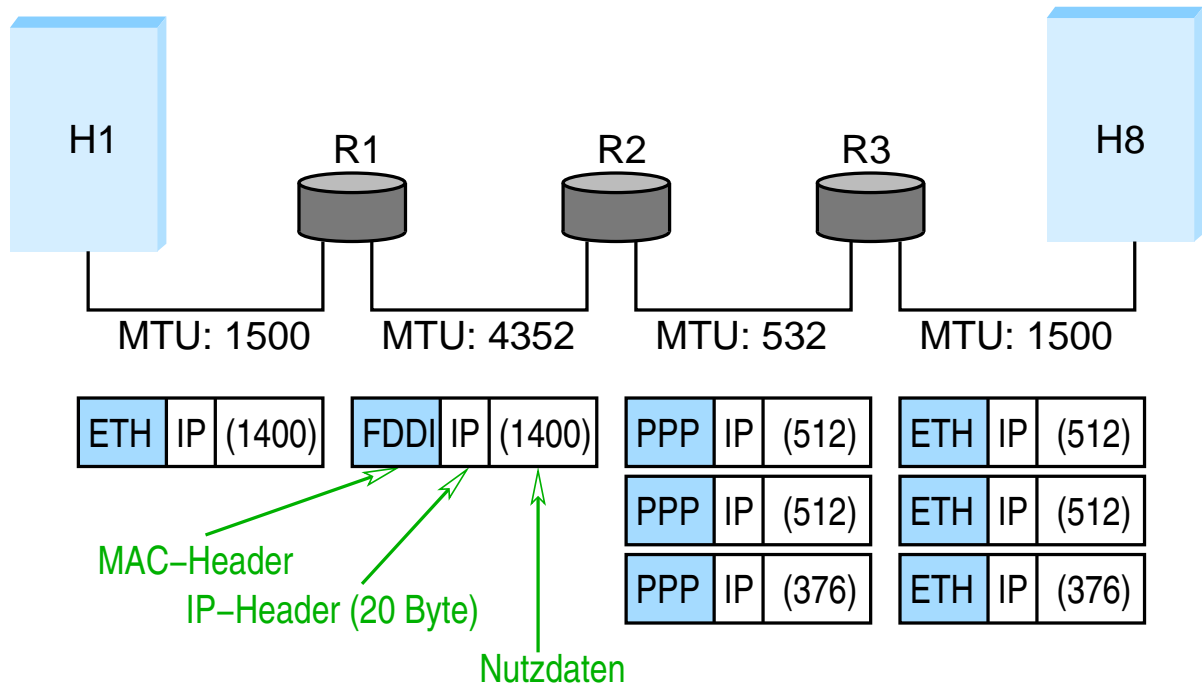 H1
R1
R2
R3
H8
MTU: 1500
MTU: 4352
MTU: 532
MTU: 1500
ETH IP (1400)
FDDI IP (1400)
PPP IP (512)
ETH IP (512)
PPP IP (512)
ETH IP (512)
PPP IP (376)
ETH IP (376)
MAC–Header
IP–Header (20 Byte)
Nutzdaten